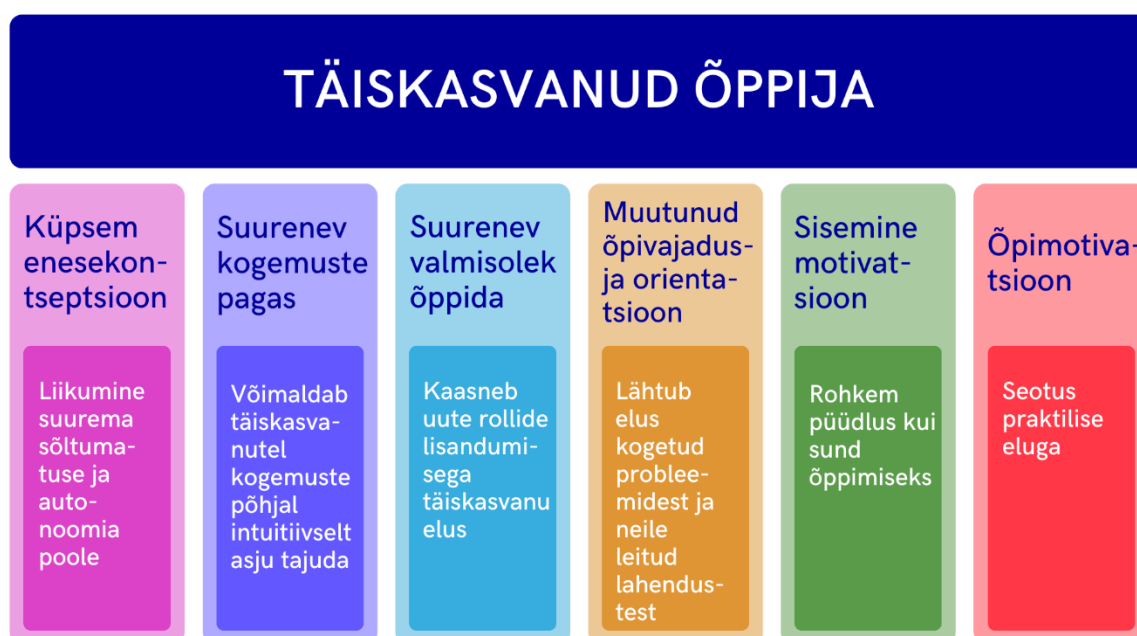 TÄISKASVANUD ÕPPIJA
Küpsem
enesekon-
tseptsioon
Liikumine
suurema
sõltuma-
tuse ja
auto-
noomia
poole
Suurenev
kogemuste
pagas
Võimaldab
täiskasva-
nutel
kogemuste
põhjal
intuitiivselt
asju tajuda
Suurenev
valmisolek
õppida
Kaasneb
uute rollide
lisandumi-
sega
täiskasvanu
elus
Muutunud
õpivajadus-
ja orienta-
tsioon
Lähtub
elus
kogetud
problee-
midest ja
neile
leitud
lahendus-
test
Sisemine
motivat-
sioon
Rohkem
püüdlus kui
sund
õppimiseks
Õpimotiva-
tsioon
Seotus
praktilise
eluga